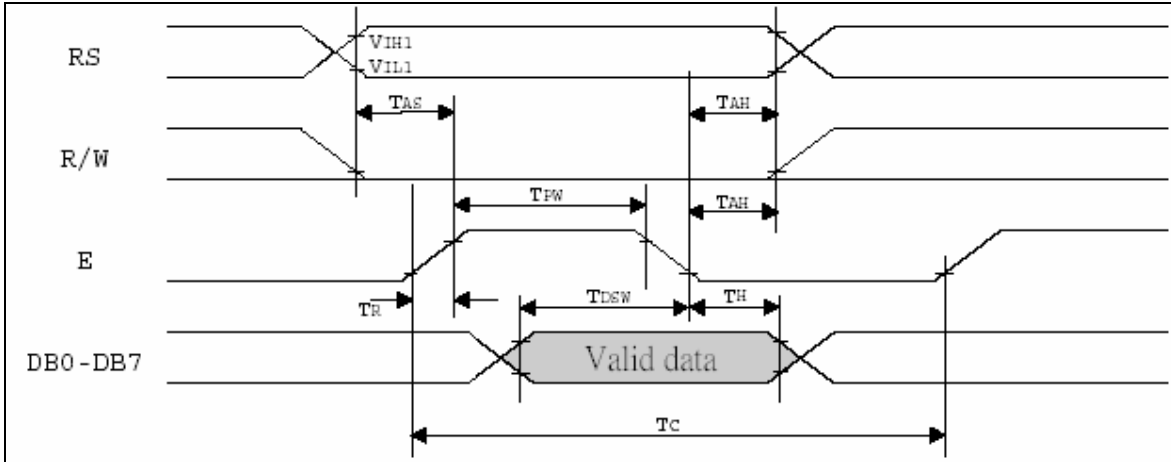 RS
VIH1
VIL1
TAS
TAH
R/W
TPW
TAH
E
TR
TDSW
TH
DB0-DB7
Valid data
TC